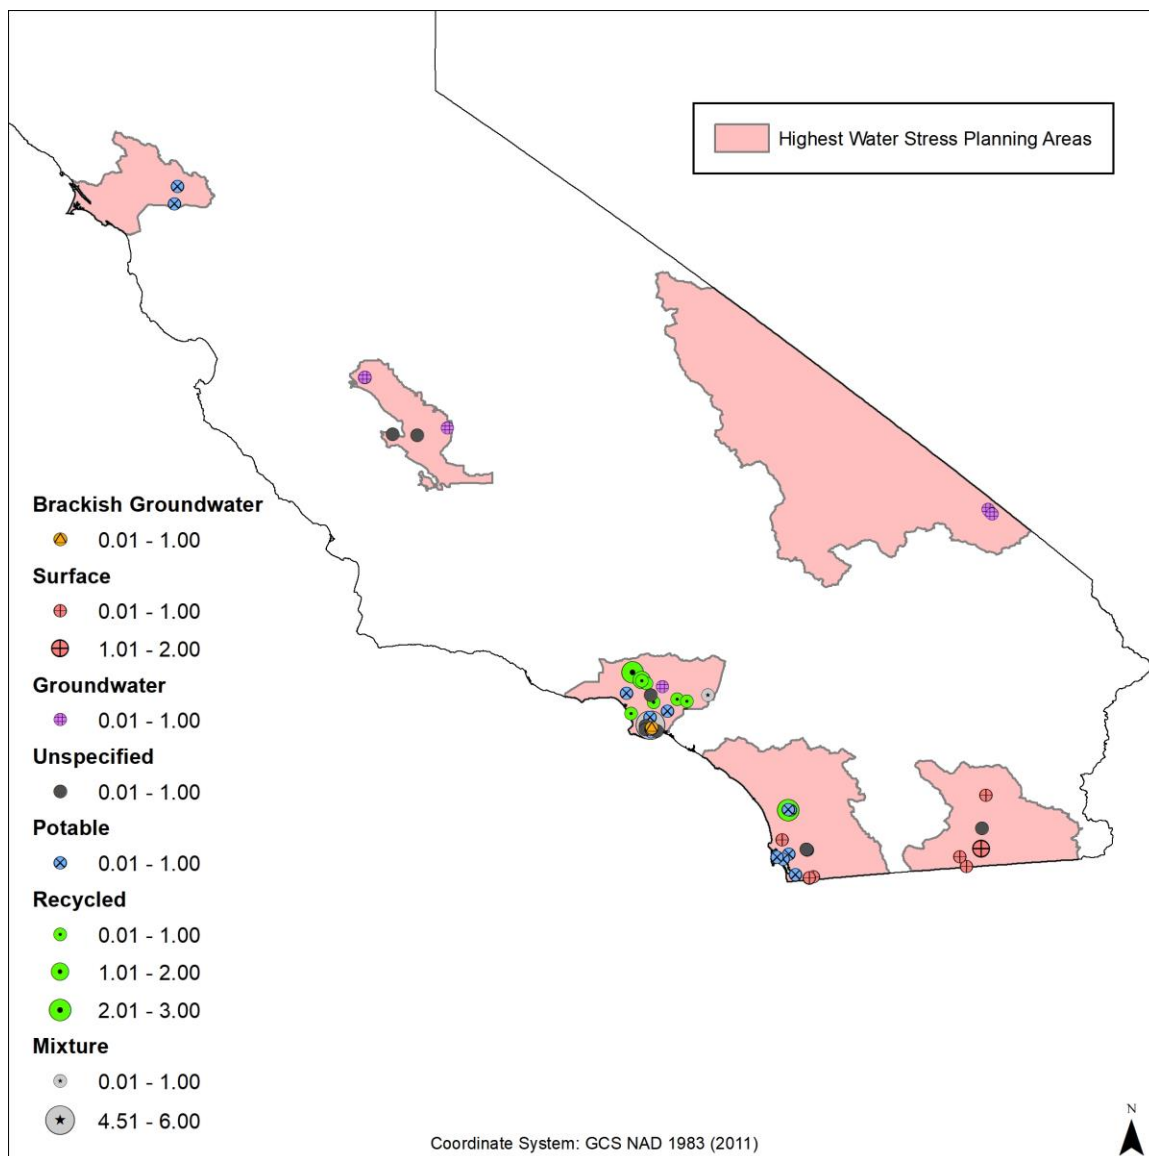 Highest Water Stress Planning Areas
Brackish Groundwater
0.01 - 1.00
Surface
0.01 - 1.00
1.01 - 2.00
Groundwater
0.01 - 1.00
Unspecified
0.01 - 1.00
Potable
0.01 - 1.00
Recycled
0.01 - 1.00
1.01 - 2.00
2.01 - 3.00
Mixture
0.01 - 1.00
4.51 - 6.00
N
Coordinate System: GCS NAD 1983 (2011)